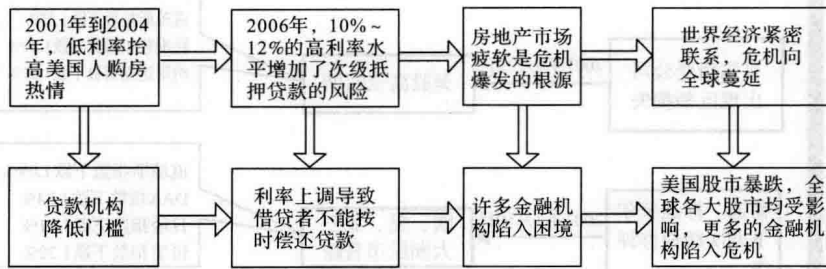 2001年到2004
年，低利率抬
高美国人购房
热情
2006年，10%~
12%的高利率水
平增加了次级抵
押贷款的风险
房地产市场
疲软是危机
爆发的根源
世界经济紧密
联系，危机向
全球蔓延
贷款机构
降低门槛
利率上调导致
借贷者不能按
时偿还贷款
许多金融机
构陷入困境
美国股市暴跌，全
球各大股市均受影
响，更多的金融机
构陷入危机